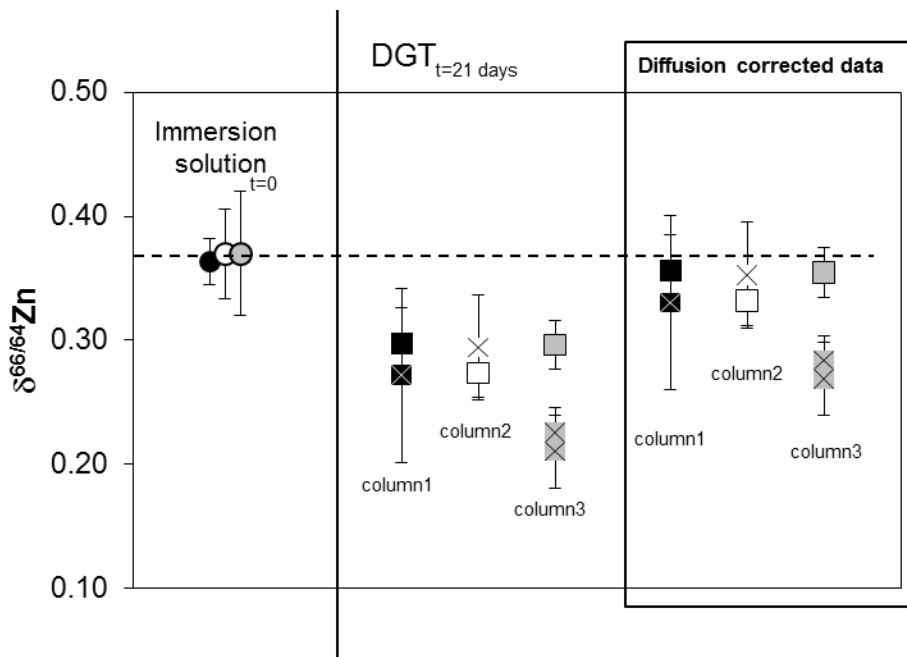 DGT t=21 days
Diffusion corrected data
0.50
Immersion
solution t=0
0.40
0.30
0.20
0.10
δ66/64Zn
column1
column2
column3
column1
column2
column3